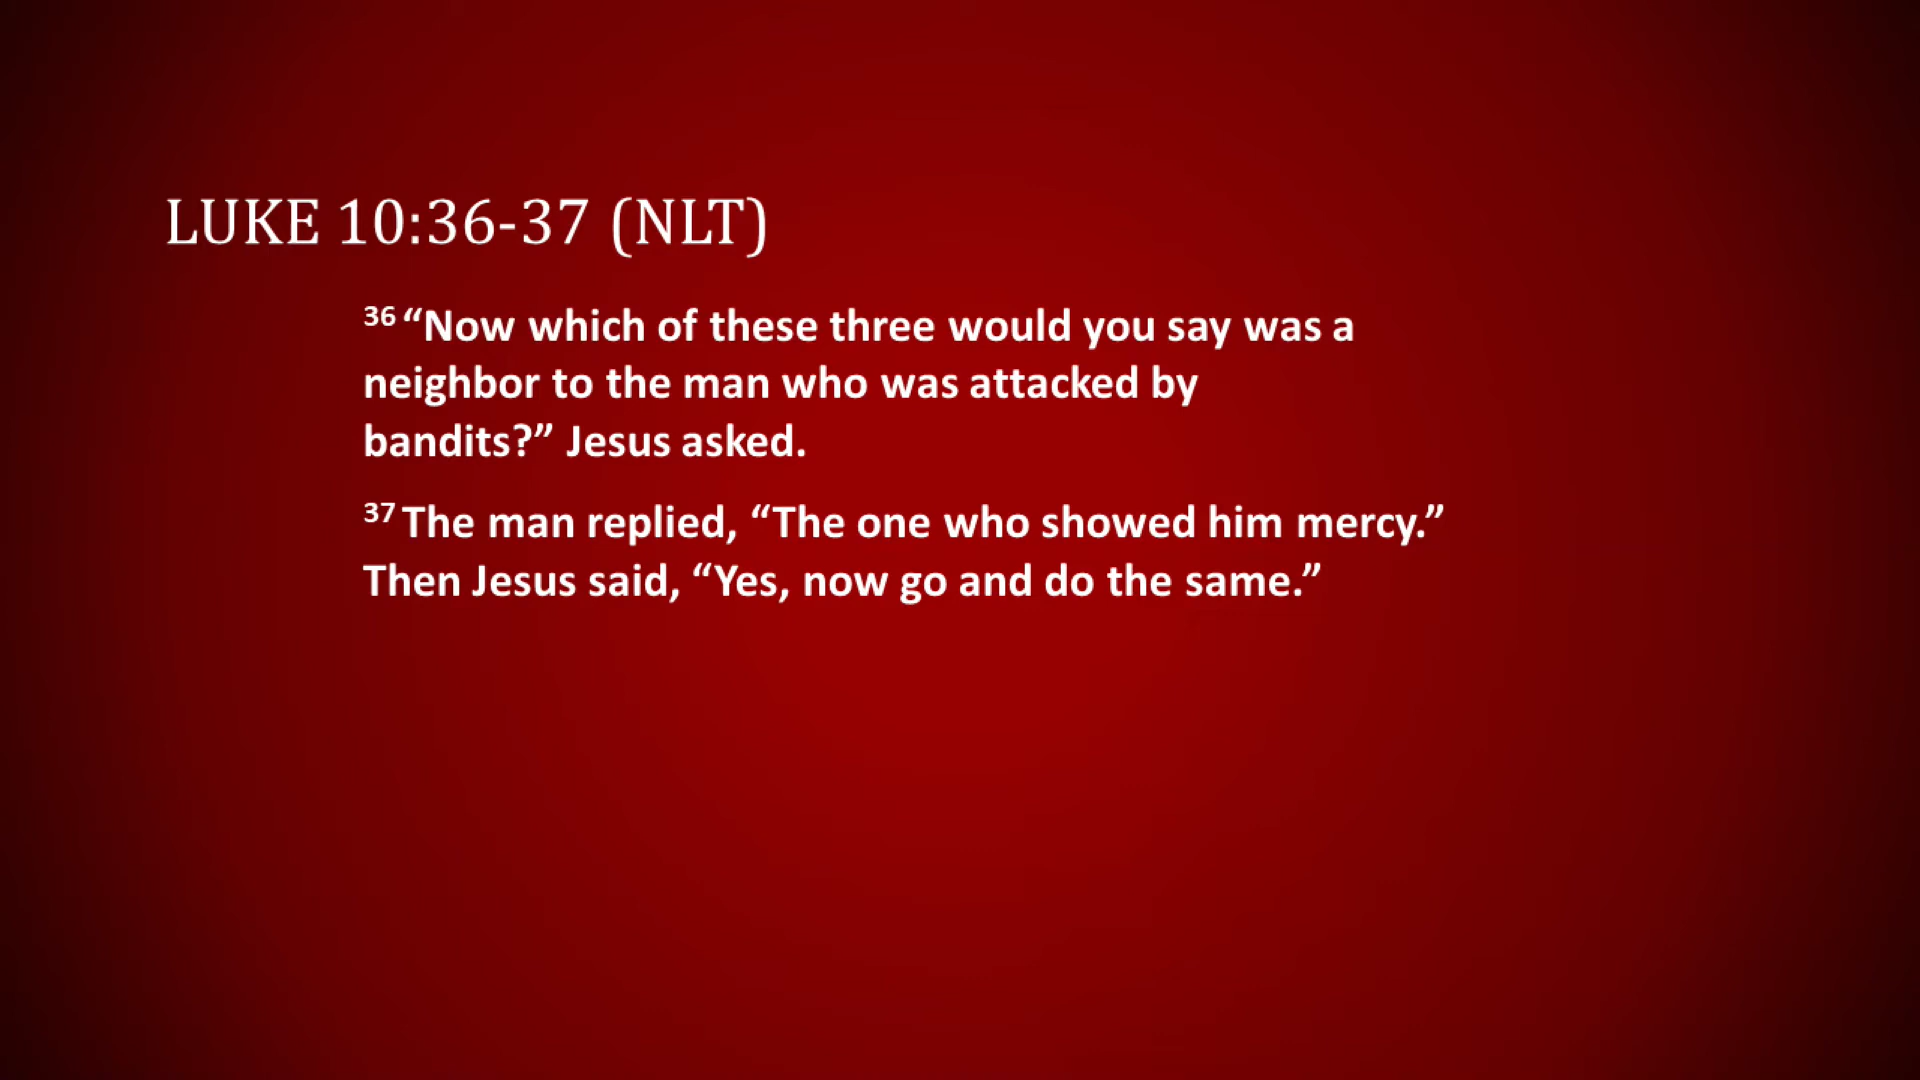 LUKE 10:36-37 (NLT)
36 “Now which of these three would you say was a
neighbor to the man who was attacked by
bandits?” Jesus asked.
37 The man replied, “The one who showed him mercy.”
Then Jesus said, “Yes, now go and do the same.”